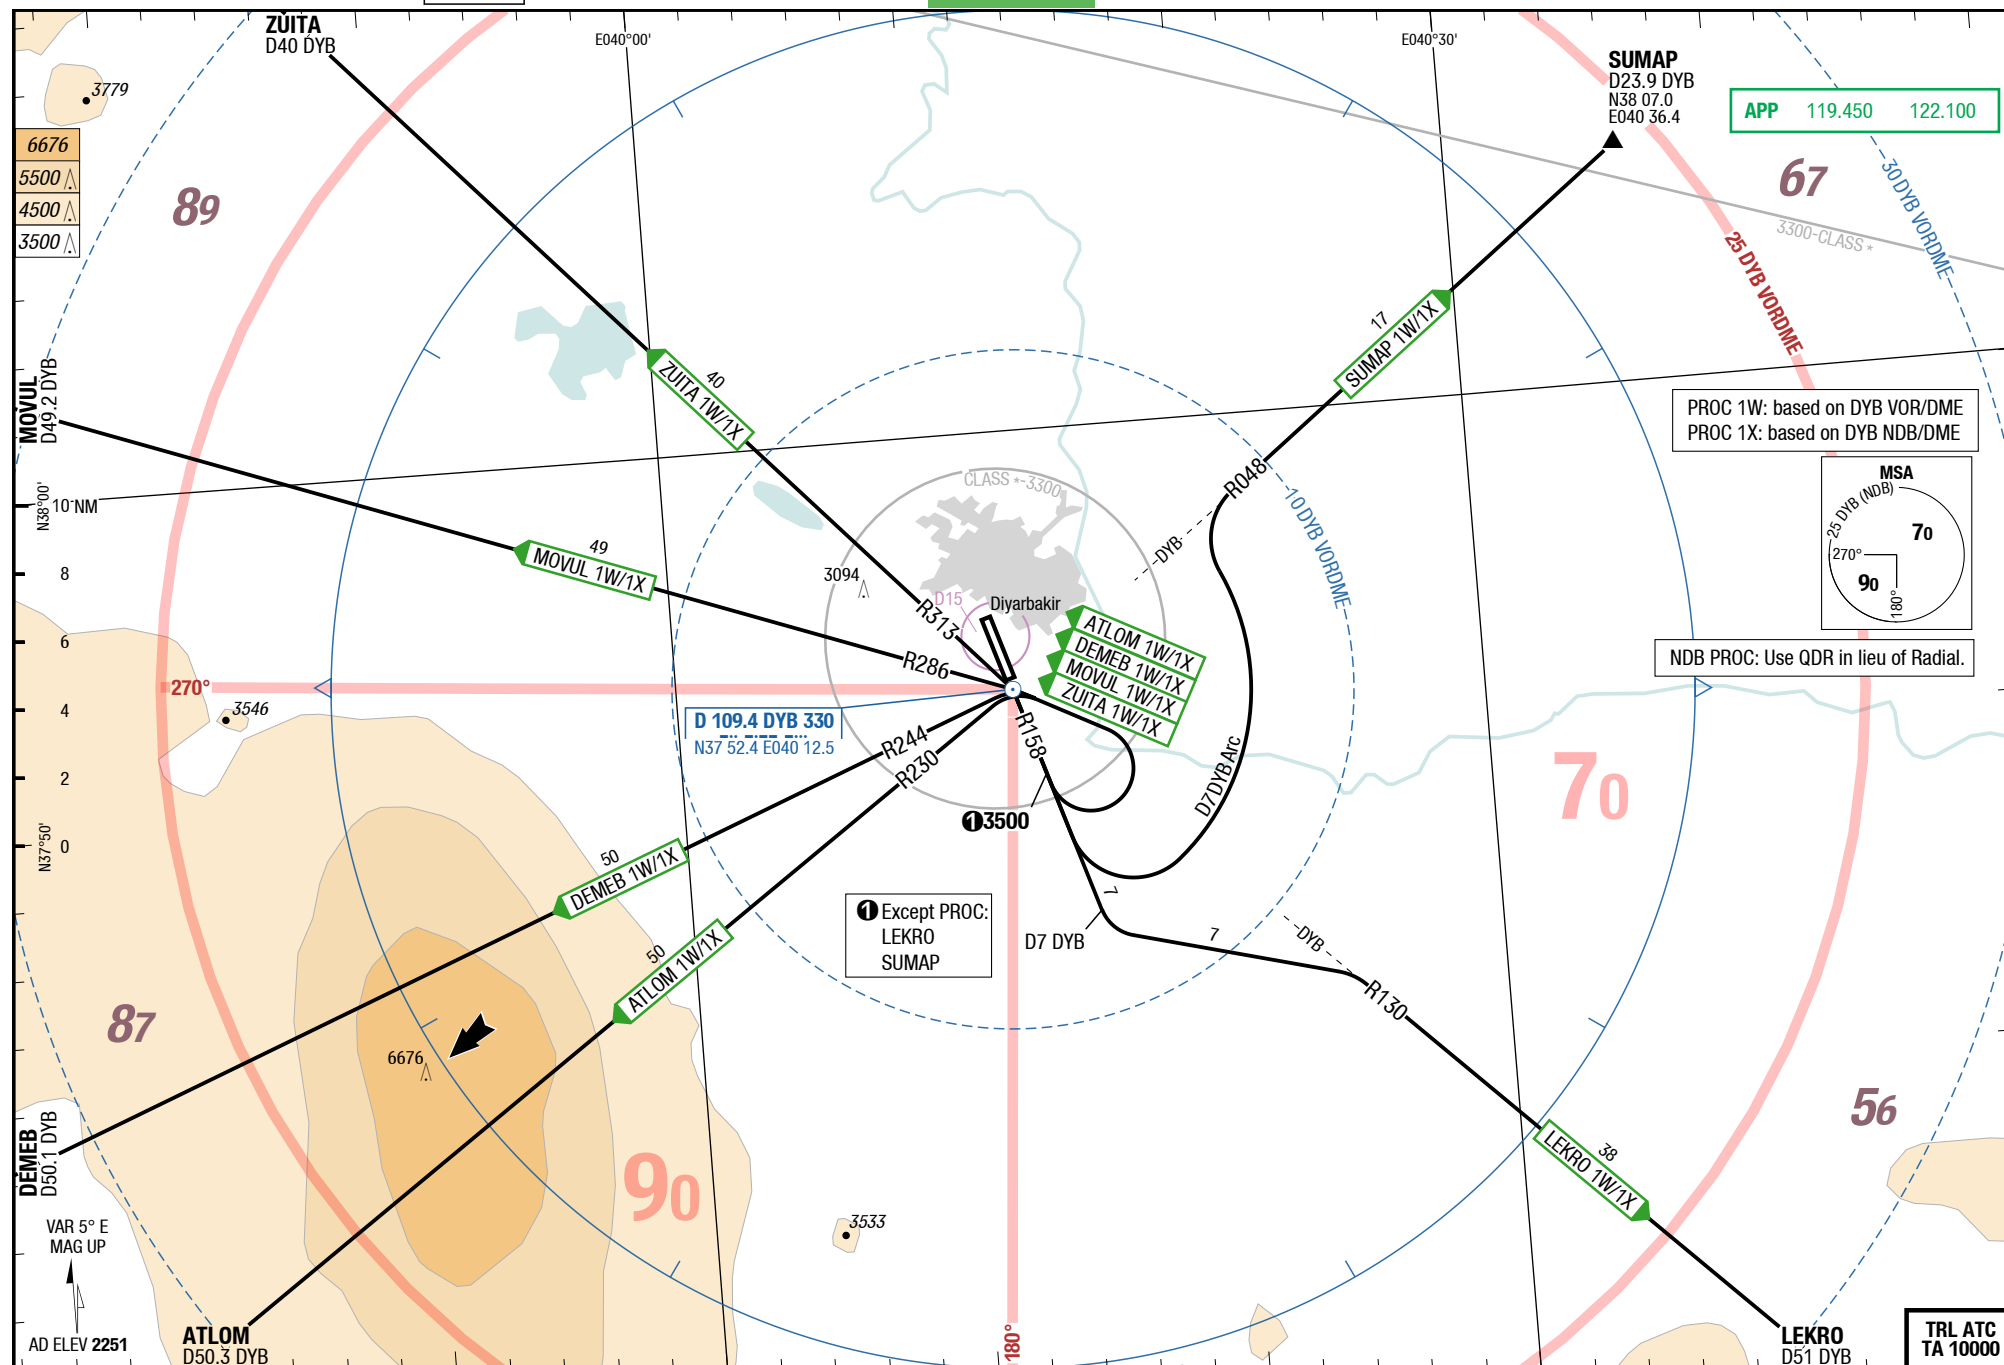 ZUITA
D40 DYB
E040°00'
E040°30'
SUMAP
D23.9 DYB
N38 07.0
E040 36.4
APP 119.450 122.100
3779
6676
5500
4500
3500
89
67
30 DYB VORDME
3300-CLASS *
25 DYB VORDME
17
SUMAP 1W/1X
40
ZUITA 1W/1X
MOVUL
D49.2 DYB
PROC 1W: based on DYB VOR/DME
PROC 1X: based on DYB NDB/DME
MSA
25 DYB (NDB)
70
270°
90
180°
CLASS *-3300
R048
10 DYB VORDME
DYB
N38°00'
10 NM
8
6
4
2
0
N37°50'
49
MOVUL 1W/1X
3094
D15
Diyarbakir
R313
R286
ATLOM 1W/1X
DEMEB 1W/1X
MOVUL 1W/1X
ZUITA 1W/1X
NDB PROC: Use QDR in lieu of Radial.
270°
3546
D 109.4 DYB 330
N37 52.4 E040 12.5
R244
R230
R158
D7 DYB Arc
70
1 3500
50
DEMEB 1W/1X
50
ATLOM 1W/1X
1 Except PROC:
LEKRO
SUMAP
7
D7 DYB
7
DYB
R130
87
6676
56
38
LEKRO 1W/1X
DEMEB
D50.1 DYB
90
3533
VAR 5° E
MAG UP
AD ELEV 2251
ATLOM
D50.3 DYB
180°
LEKRO
D51 DYB
TRL ATC
TA 10000